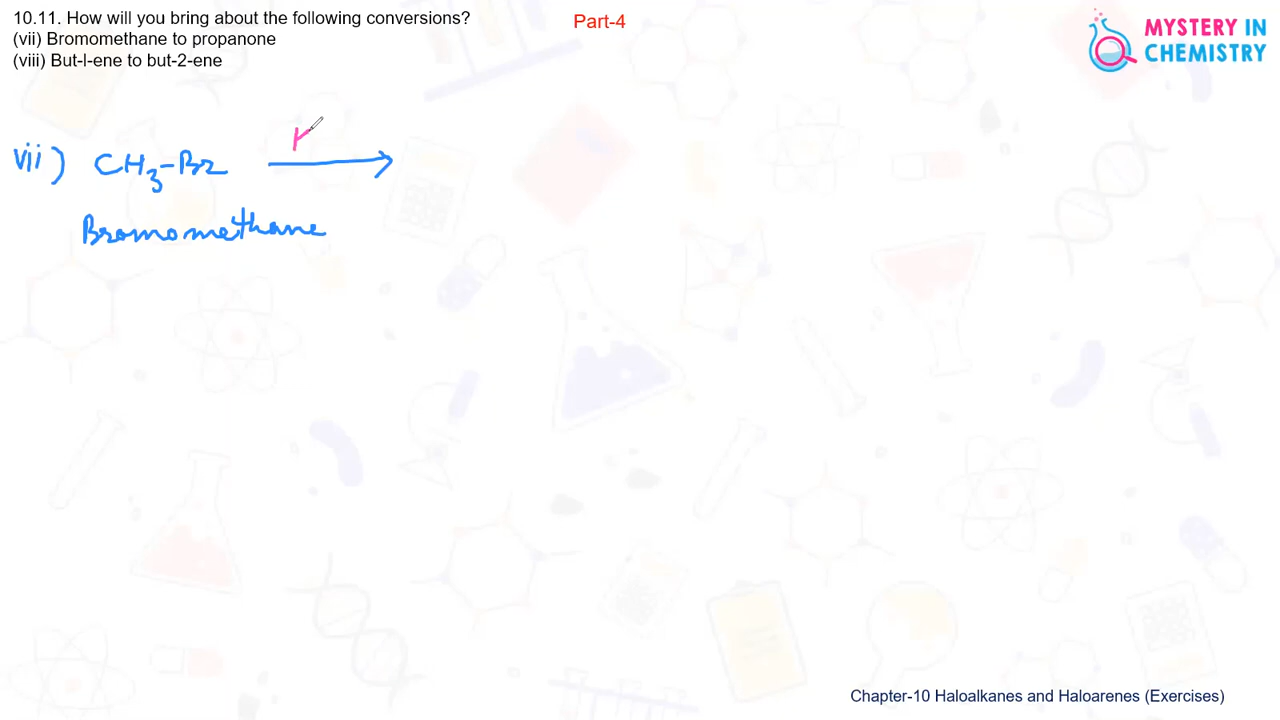 10.11. How will you bring about the following conversions?
Part-4
(vii) Bromomethane to propanone
(viii) But-l-ene to but-2-ene
MYSTERY IN
CHEMISTRY
vii) CH3-Br
Bromomethane
Chapter-10 Haloalkanes and Haloarenes (Exercises)